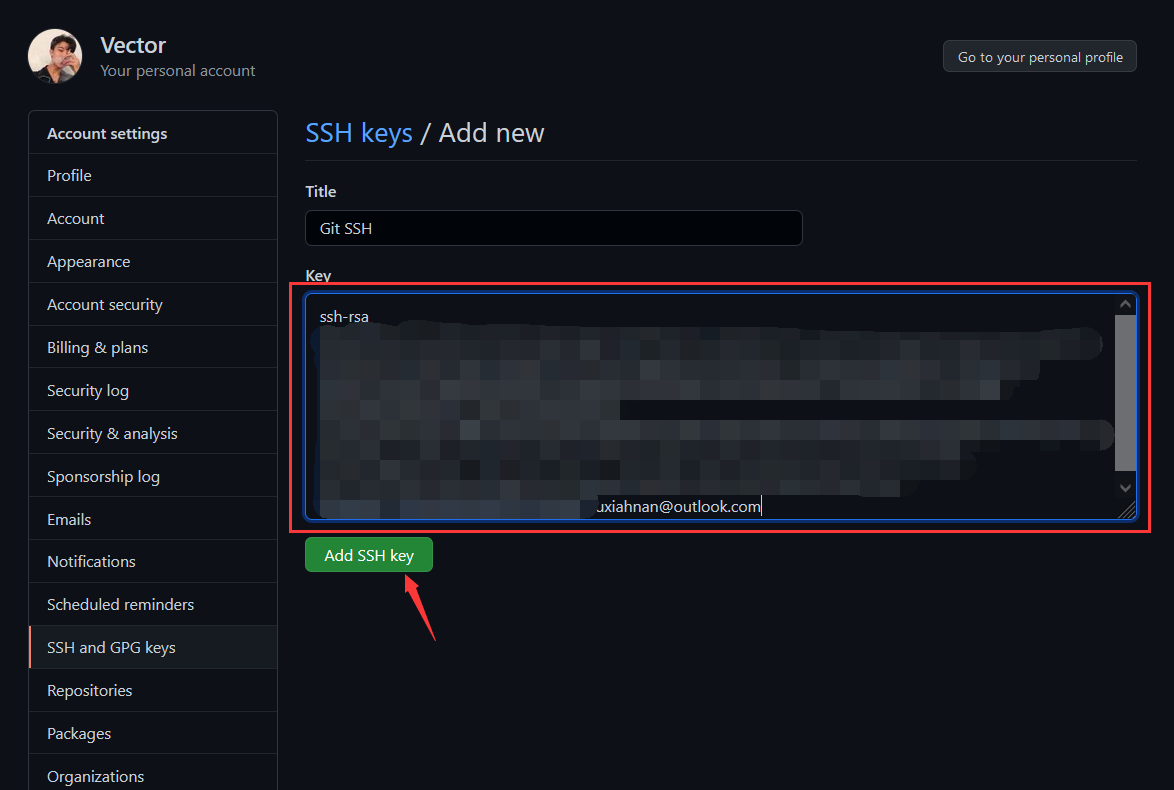 Vector
Your personal account
Go to your personal profile
Account settings
Profile
Account
Appearance
Account security
Billing & plans
Security log
Security & analysis
Sponsorship log
Emails
Notifications
Scheduled reminders
SSH and GPG keys
Repositories
Packages
Organizations
SSH keys / Add new
Title
Git SSH
Key
ssh-rsa
uxiahnan@outlook.com
Add SSH key